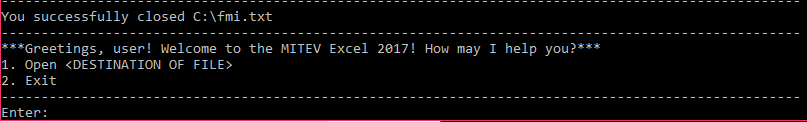 --------------------------------------------------------------------------------------------------
You successfully closed C:\fmi.txt
--------------------------------------------------------------------------------------------------
***Greetings, user! Welcome to the MITEV Excel 2017! How may I help you?***
1. Open <DESTINATION OF FILE>
2. Exit
--------------------------------------------------------------------------------------------------
Enter: